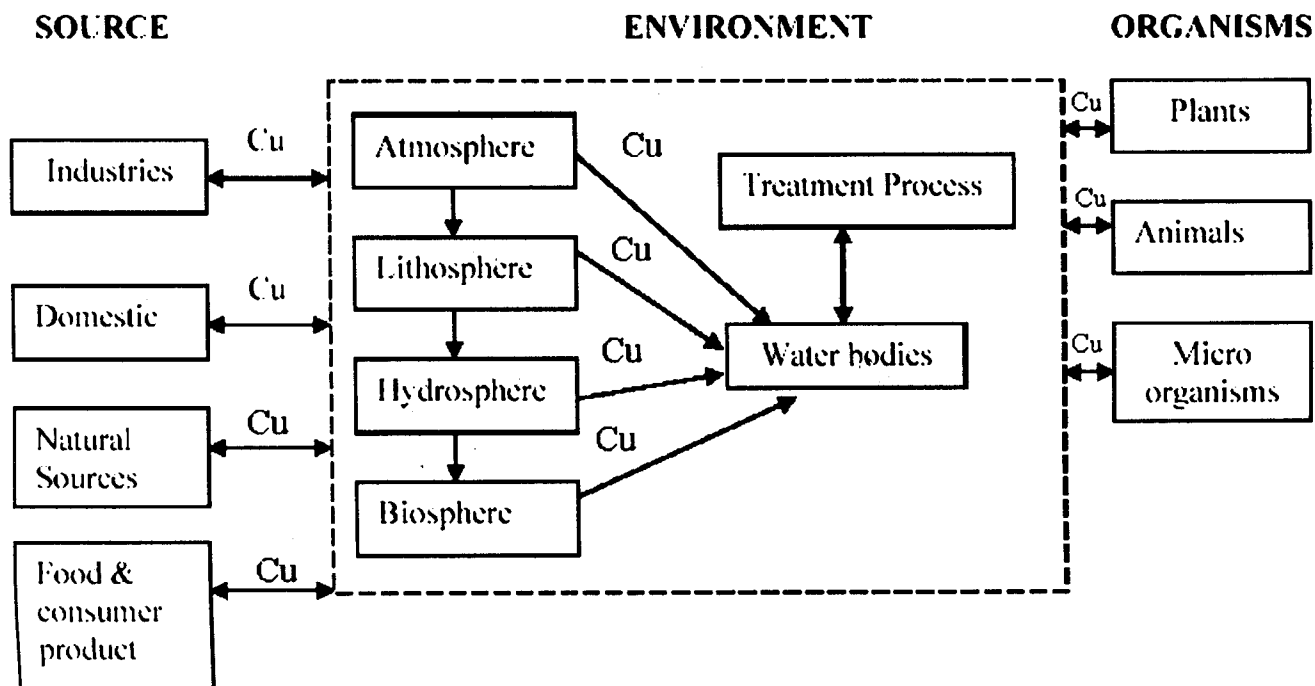 SOURCE
ENVIRONMENT
ORGANISMS
Industries
Cu
Domestic
Cu
Natural
Sources
Cu
Food &
consumer
product
Cu
Atmosphere
Cu
Lithosphere
Cu
Hydrosphere
Cu
Biosphere
Cu
Treatment Process
Water bodies
Cu
Plants
Cu
Animals
Cu
Micro
organisms